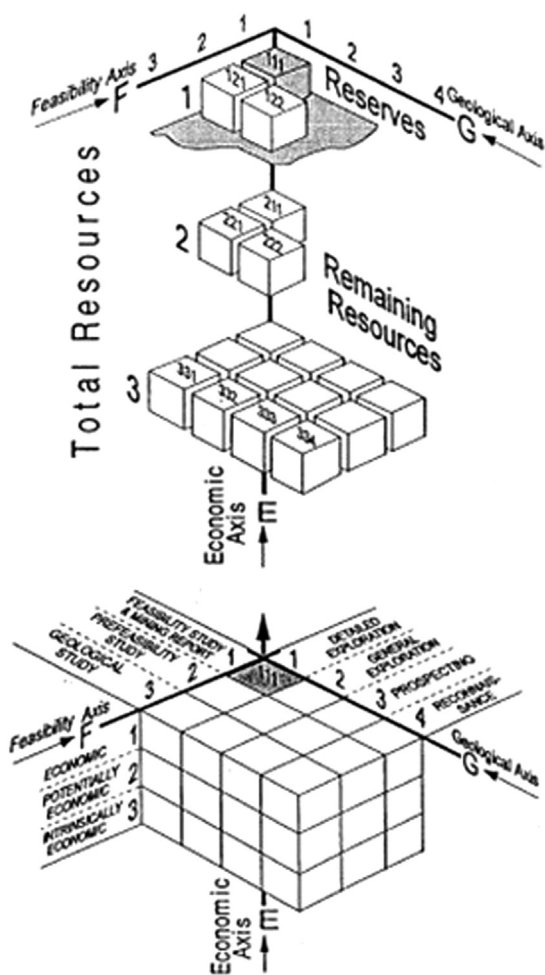 1
1
2
2
3
3
4
Feasibility Axis
F
Geological Axis
G
111
121
122
1
Reserves
Total Resources
211
221
222
2
Remaining
Resources
331
332
333
334
3
Economic
Axis
E
FEASIBILITY STUDY
& MINING REPORT
PREFEASIBILITY
STUDY
GEOLOGICAL
STUDY
DETAILED
EXPLORATION
GENERAL
EXPLORATION
PROSPECTING
RECONNAIS-
SANCE
1
1
2
2
3
3
4
111
Feasibility Axis
F
Geological Axis
G
1
ECONOMIC
2
POTENTIALLY
ECONOMIC
3
INTRINSICALLY
ECONOMIC
Economic
Axis
E